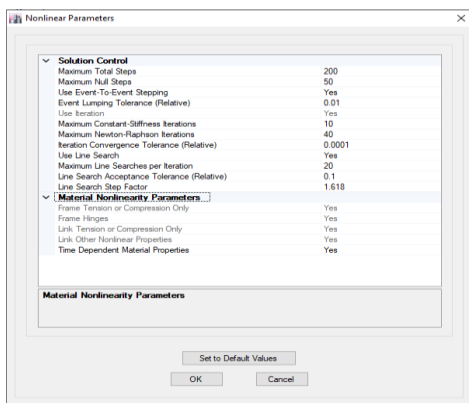 Nonlinear Parameters
Solution Control
Maximum Total Steps 200
Maximum Null Steps 50
Use Event-To-Event Stepping Yes
Event Lumping Tolerance (Relative) 0.01
Use Iteration Yes
Maximum Constant-Stiffness Iterations 10
Maximum Newton-Raphson Iterations 40
Iteration Convergence Tolerance (Relative) 0.0001
Use Line Search Yes
Maximum Line Searches per Iteration 20
Line Search Acceptance Tolerance (Relative) 0.1
Line Search Step Factor 1.618
Material Nonlinearity Parameters
Frame Tension or Compression Only Yes
Frame Hinges Yes
Link Tension or Compression Only Yes
Link Other Nonlinear Properties Yes
Time Dependent Material Properties Yes
Material Nonlinearity Parameters
Set to Default Values
OK Cancel